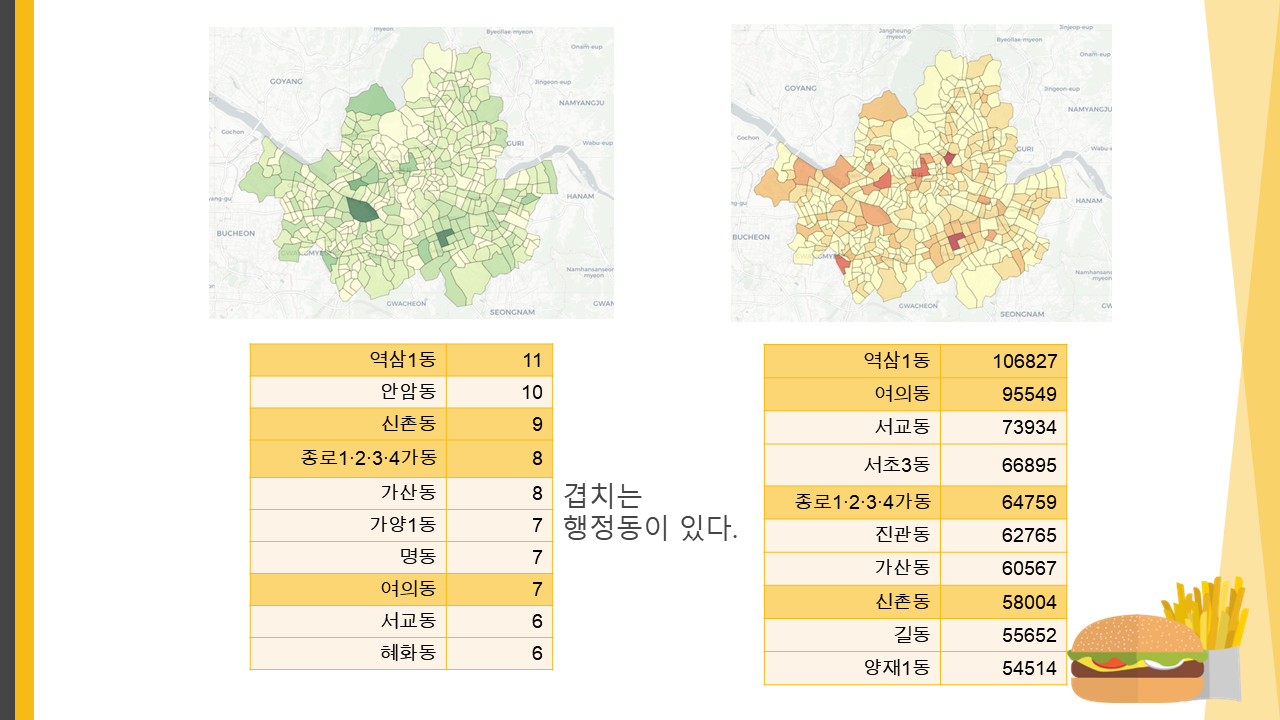 myeon
Byeollae-myeon
Onam-eup
GOYANG
Jingeon-eup
NAMYANGJU
Gochon
GURI
Wabu-eup
HANAM
BUCHEON
Namhansanseong-
myeon
GWACHEON
SEONGNAM
Jangheung-
myeon
Jinjeop-eup
Byeollae-myeon
Onam-eup
GOYANG
Jingeon-eup
NAMYANGJU
Gochon
GURI
HANAM
BUCHEON
myeon
GWACHEON
SEONGNAM
역삼1동 11
안암동 10
신촌동 9
종로1·2·3·4가동 8
가산동 8
가양1동 7
명동 7
여의동 7
서교동 6
혜화동 6
겹치는
행정동이 있다.
역삼1동 106827
여의동 95549
서교동 73934
서초3동 66895
종로1·2·3·4가동 64759
진관동 62765
가산동 60567
신촌동 58004
길동 55652
양재1동 54514